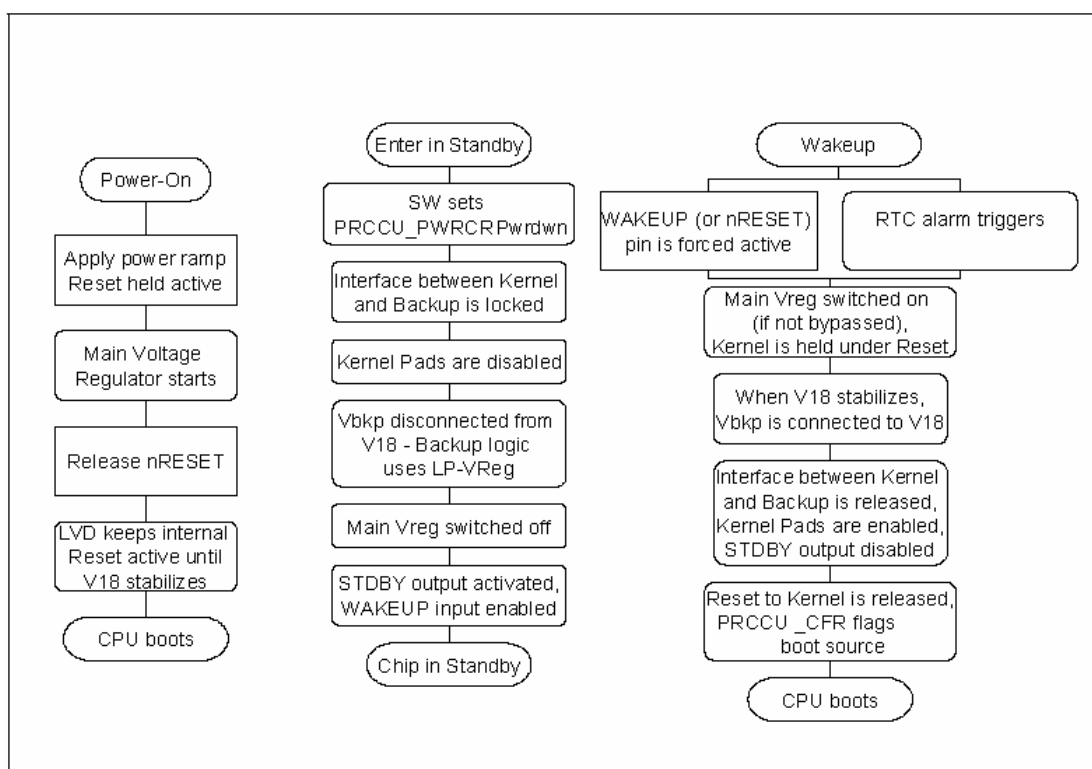 Power-On
Apply power ramp
Reset held active
Main Voltage
Regulator starts
Release nRESET
LVD keeps internal
Reset active until
V18 stabilizes
CPU boots
Enter in Standby
SW sets
PRCCU_PWRCRPwrdwn
Interface between Kernel
and Backup is locked
Kernel Pads are disabled
Vbkp disconnected from
V18 - Backup logic
uses LP-VReg
Main Vreg switched off
STDBY output activated,
WAKEUP input enabled
Chip in Standby
Wakeup
WAKEUP (or nRESET)
pin is forced active
RTC alarm triggers
Main Vreg switched on
(if not bypassed),
Kernel is held under Reset
When V18 stabilizes,
Vbkp is connected to V18
Interface between Kernel
and Backup is released,
Kernel Pads are enabled,
STDBY output disabled
Reset to Kernel is released,
PRCCU _CFR flags
boot source
CPU boots